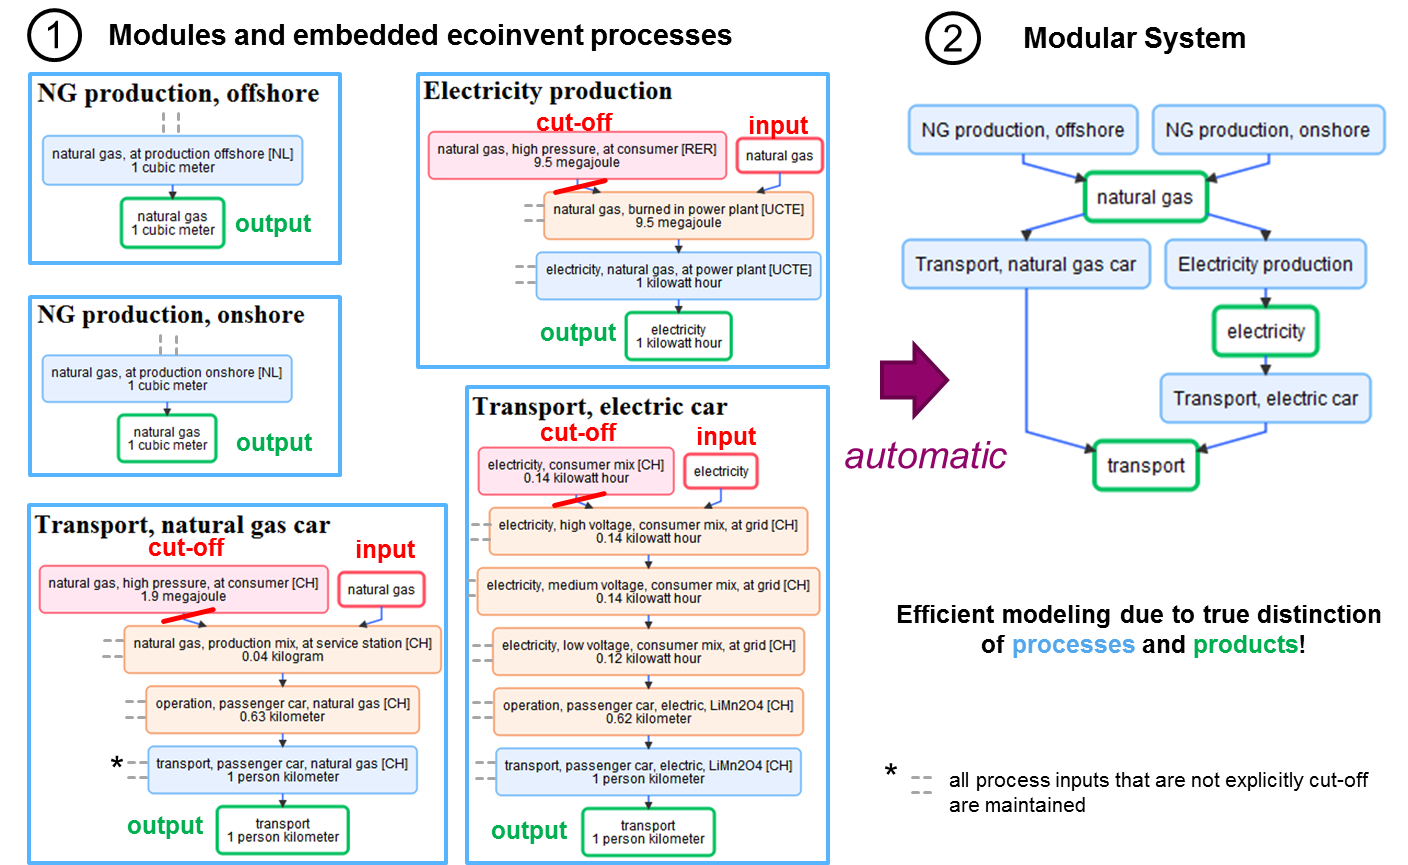 1 Modules and embedded ecoinvent processes
NG production, offshore
natural gas, at production offshore [NL]
1 cubic meter
natural gas
1 cubic meter
output
NG production, onshore
natural gas, at production onshore [NL]
1 cubic meter
natural gas
1 cubic meter
output
Transport, natural gas car
cut-off
input
natural gas, high pressure, at consumer [CH]
1.9 megajoule
natural gas
natural gas, production mix, at service station [CH]
0.04 kilogram
operation, passenger car, natural gas [CH]
0.63 kilometer
* transport, passenger car, natural gas [CH]
1 person kilometer
output
transport
1 person kilometer
Electricity production
cut-off
input
natural gas, high pressure, at consumer [RER]
9.5 megajoule
natural gas
natural gas, burned in power plant [UCTE]
9.5 megajoule
electricity, natural gas, at power plant [UCTE]
1 kilowatt hour
output
electricity
1 kilowatt hour
Transport, electric car
cut-off
input
electricity, consumer mix [CH]
0.14 kilowatt hour
electricity
electricity, high voltage, consumer mix, at grid [CH]
0.14 kilowatt hour
electricity, medium voltage, consumer mix, at grid [CH]
0.14 kilowatt hour
electricity, low voltage, consumer mix, at grid [CH]
0.12 kilowatt hour
operation, passenger car, electric, LiMn2O4 [CH]
0.62 kilometer
transport, passenger car, electric, LiMn2O4 [CH]
1 person kilometer
output
transport
1 person kilometer
automatic
2 Modular System
NG production, offshore
NG production, onshore
natural gas
Transport, natural gas car
Electricity production
electricity
Transport, electric car
transport
Efficient modeling due to true distinction
of processes and products!
* all process inputs that are not explicitly cut-off
are maintained